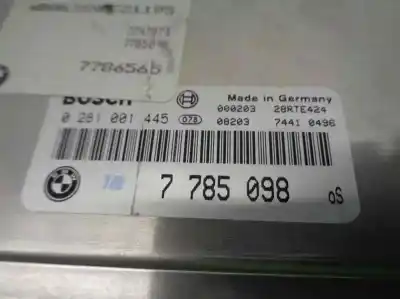 7786565
BOSCH
Made in Germany
000203 28RTE424
0 281 001 445 078 08203 7441 0496
BMW
7 785 098 oS